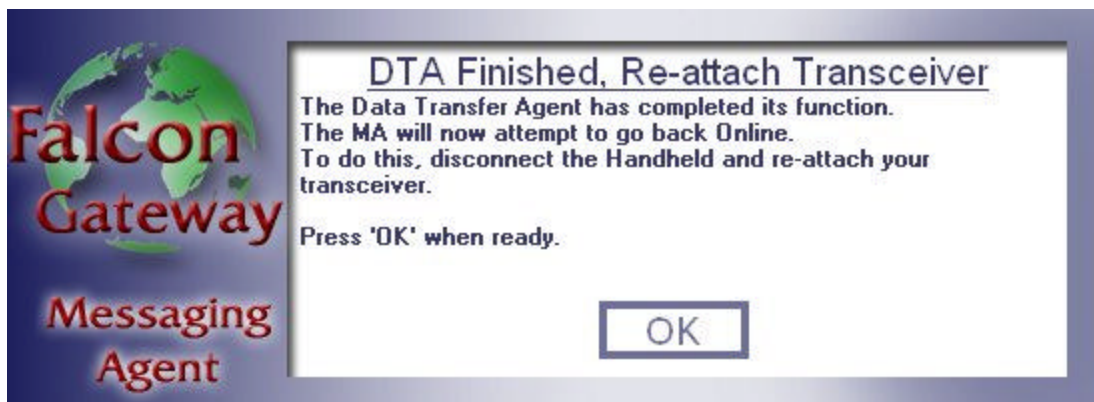 Falcon
Gateway
Messaging
Agent
DTA Finished, Re-attach Transceiver
The Data Transfer Agent has completed its function.
The MA will now attempt to go back Online.
To do this, disconnect the Handheld and re-attach your
transceiver.
Press 'OK' when ready.
OK